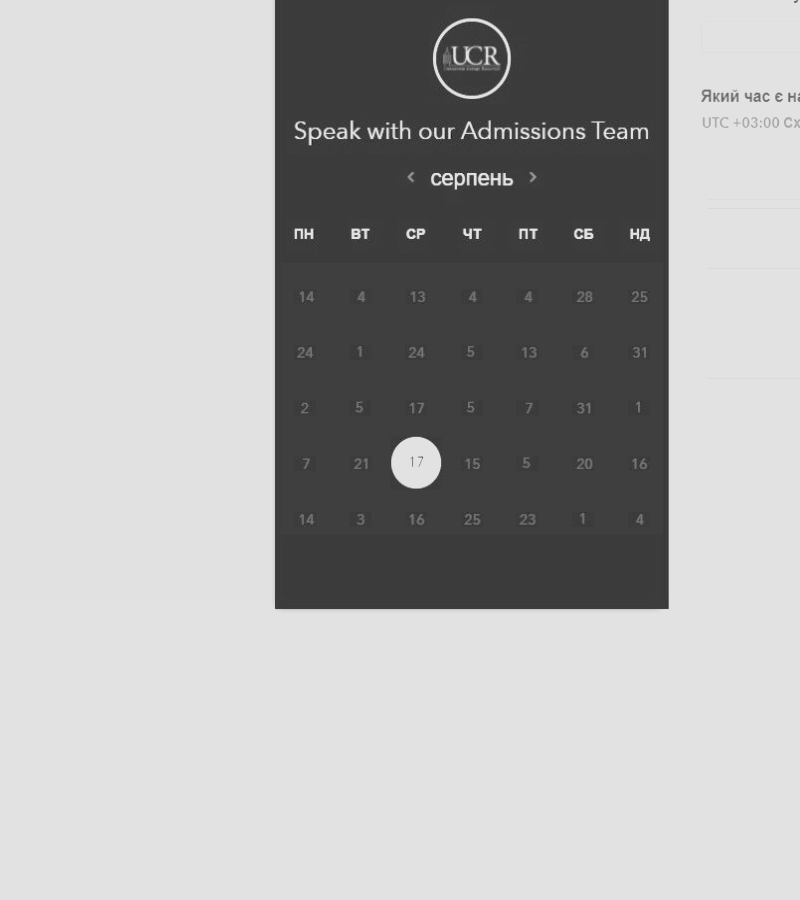 UCR
Speak with our Admissions Team
серпень
ПН ВТ СР ЧТ ПТ СБ НД
14 4 13 4 4 28 25
24 1 24 5 13 6 31
2 5 17 5 7 31 1
7 21 17 15 5 20 16
14 3 16 25 23 1 4
Який час є на
UTC +03:00 Сх